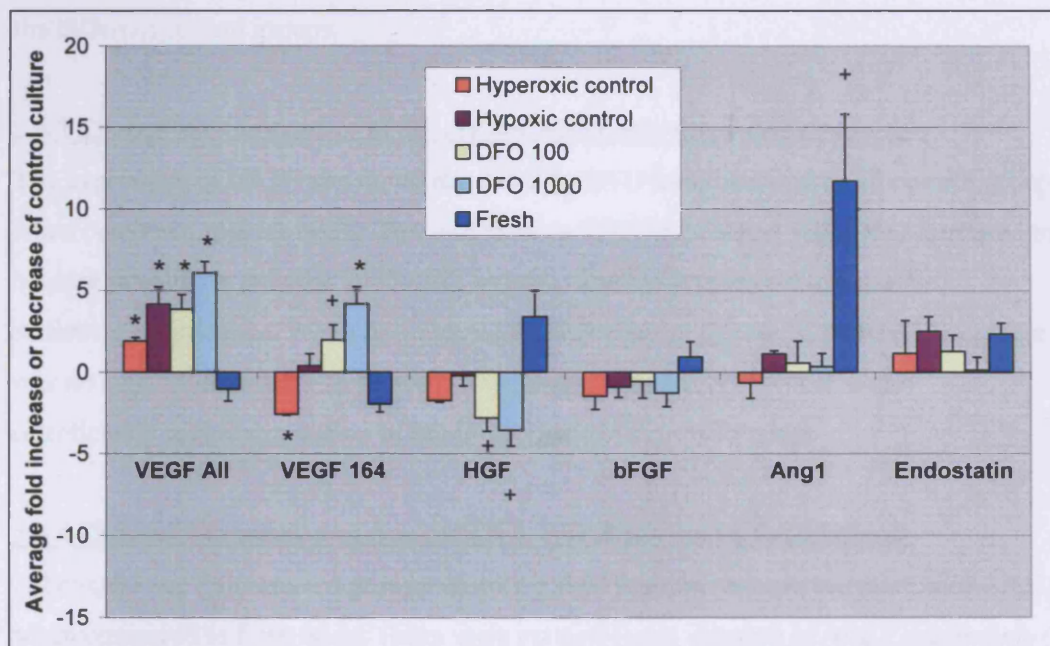 Average fold increase or decrease cf control culture
20
15
10
5
0
-5
-10
-15
Hyperoxic control
Hypoxic control
DFO 100
DFO 1000
Fresh
* * * * 
* + *
+ +
+
VEGF All VEGF 164 HGF bFGF Ang1 Endostatin